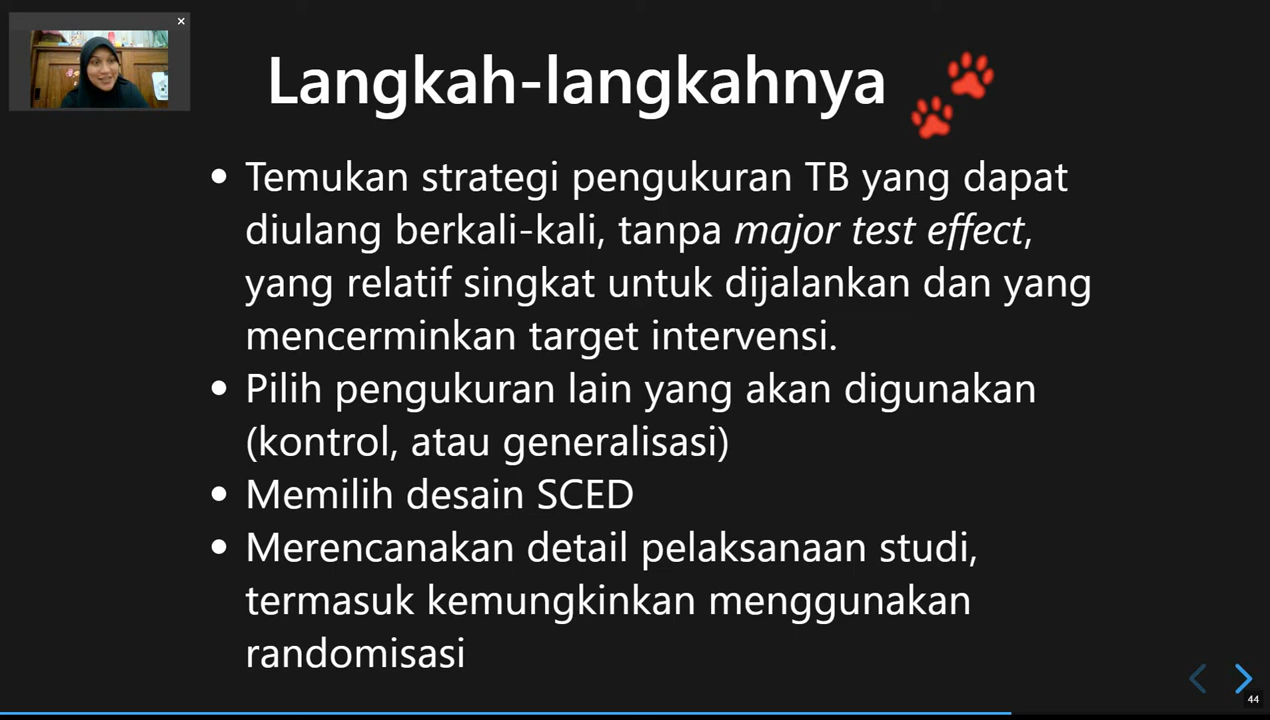 Langkah-langkahnya
Temukan strategi pengukuran TB yang dapat
diulang berkali-kali, tanpa major test effect,
yang relatif singkat untuk dijalankan dan yang
mencerminkan target intervensi.
Pilih pengukuran lain yang akan digunakan
(kontrol, atau generalisasi)
Memilih desain SCED
Merencanakan detail pelaksanaan studi,
termasuk kemungkinkan menggunakan
randomisasi
44